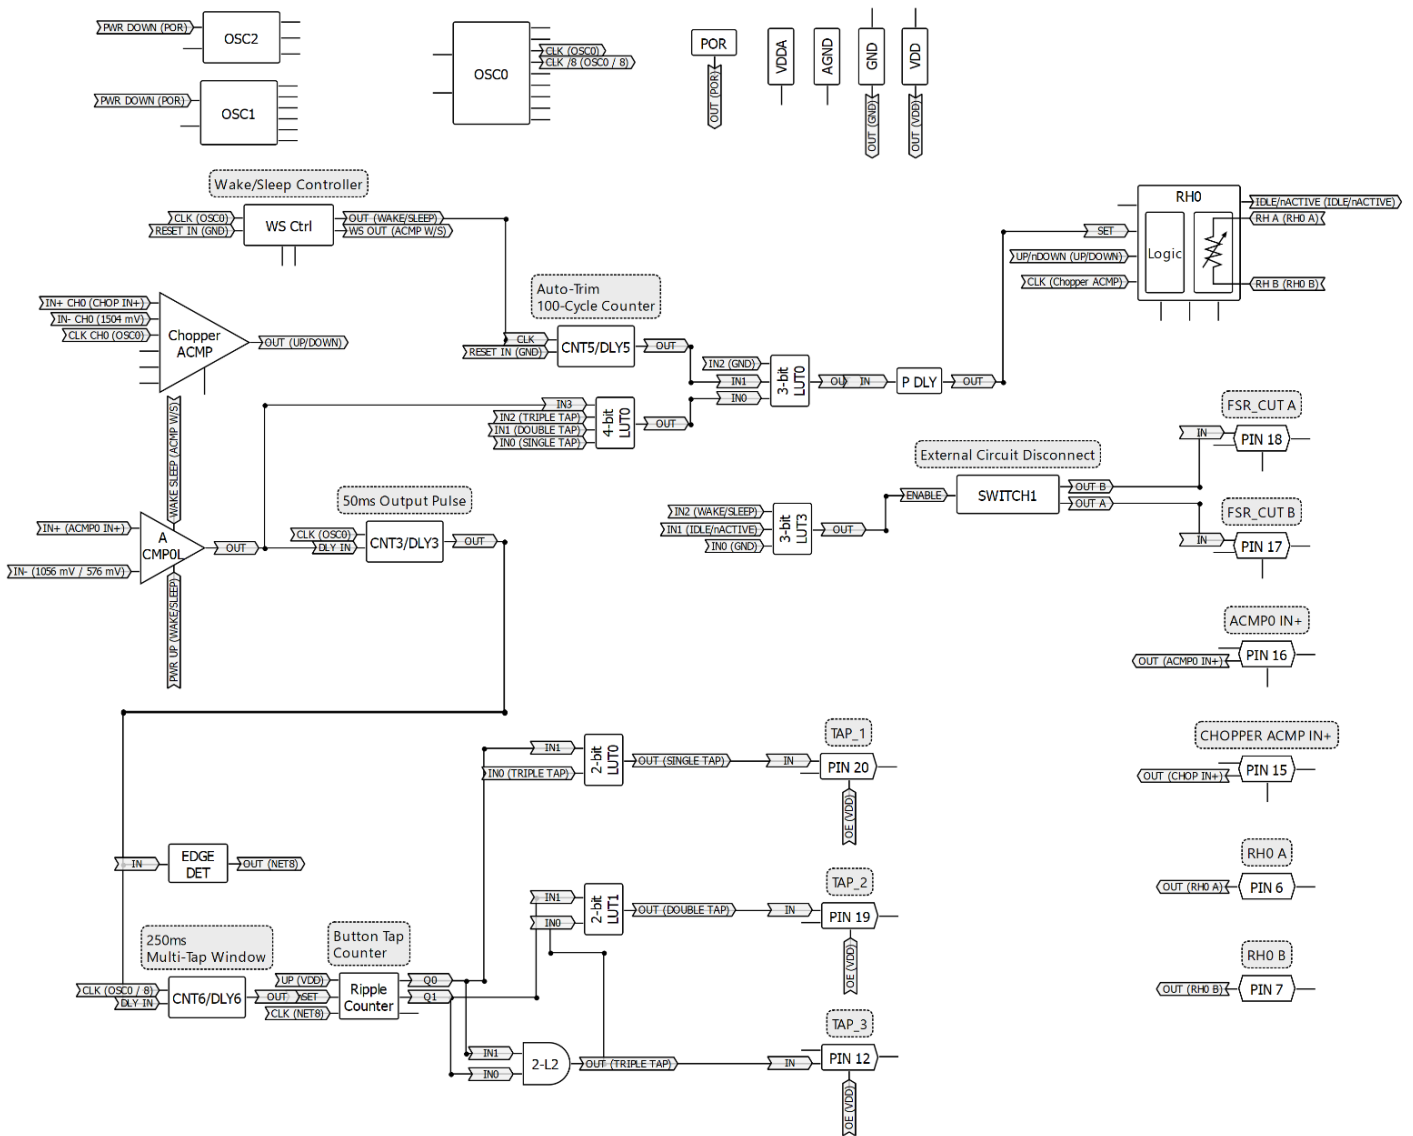 PWR DOWN (POR)
OSC2
PWR DOWN (POR)
OSC1
OSC0
CLK (OSC0)
CLK /8 (OSC0 / 8)
POR
OUT (POR)
VDDA
AGND
GND
OUT (GND)
VDD
OUT (VDD)
Wake/Sleep Controller
CLK (OSC0)
RESET IN (GND)
WS Ctrl
OUT (WAKE/SLEEP)
WS OUT (ACMP W/S)
RH0
Logic
SET
UP/nDOWN (UP/DOWN)
CLK (Chopper ACMP)
IDLE/nACTIVE (IDLE/nACTIVE)
RH A (RH0 A)
RH B (RH0 B)
IN+ CH0 (CHOP IN+)
IN- CH0 (1504 mV)
CLK CH0 (OSC0)
Chopper
ACMP
OUT (UP/DOWN)
Auto-Trim
100-Cycle Counter
CLK
RESET IN (GND)
CNT5/DLY5
OUT
IN2 (GND)
IN1
IN0
3-bit
LUT0
OU
IN
P DLY
OUT
IN3
IN2 (TRIPLE TAP)
IN1 (DOUBLE TAP)
IN0 (SINGLE TAP)
4-bit
LUT0
OUT
WAKE SLEEP (ACMP W/S)
IN+ (ACMP0 IN+)
IN- (1056 mV / 576 mV)
A
CMP0L
OUT
PWR UP (WAKE/SLEEP)
50ms Output Pulse
CLK (OSC0)
DLY IN
CNT3/DLY3
OUT
IN2 (WAKE/SLEEP)
IN1 (IDLE/nACTIVE)
IN0 (GND)
3-bit
LUT3
OUT
External Circuit Disconnect
ENABLE
SWITCH1
OUT B
OUT A
FSR_CUT A
IN
PIN 18
FSR_CUT B
IN
PIN 17
ACMP0 IN+
OUT (ACMP0 IN+)
PIN 16
CHOPPER ACMP IN+
OUT (CHOP IN+)
PIN 15
RH0 A
OUT (RH0 A)
PIN 6
RH0 B
OUT (RH0 B)
PIN 7
IN1
IN0 (TRIPLE TAP)
2-bit
LUT0
OUT (SINGLE TAP)
IN
TAP_1
PIN 20
OE (VDD)
IN
EDGE
DET
OUT (NET8)
IN1
IN0
2-bit
LUT1
OUT (DOUBLE TAP)
IN
TAP_2
PIN 19
OE (VDD)
250ms
Multi-Tap Window
CLK (OSC0 / 8)
DLY IN
CNT6/DLY6
OUT
Button Tap
Counter
UP (VDD)
SET
CLK (NET8)
Ripple
Counter
Q0
Q1
IN1
IN0
2-L2
OUT (TRIPLE TAP)
IN
TAP_3
PIN 12
OE (VDD)